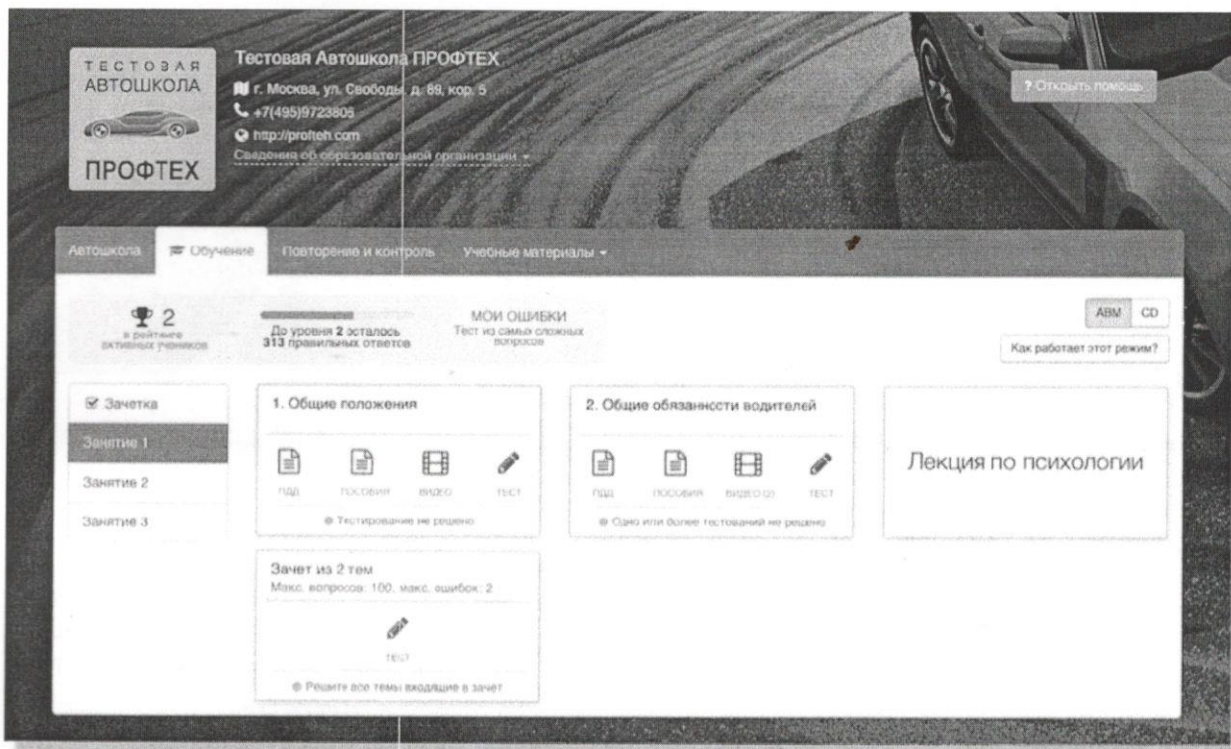 ТЕСТОВАЯ
АВТОШКОЛА
ПРОФТЕХ
Тестовая Автошкола ПРОФТЕХ
г. Москва, ул. Свободы, д. 89, кор. 5
+7(495)9723805
http://profteh.com
Сведения об образовательной организации
? Открыть помощь
Автошкола
Обучение
Повторение и контроль
Учебные материалы
2
в рейтинге
активных учеников
До уровня 2 осталось
313 правильных ответов
МОИ ОШИБКИ
Тест из самых сложных
вопросов
ABM CD
Как работает этот режим?
Зачетка
Занятие 1
Занятие 2
Занятие 3
1. Общие положения
ПДД ПОСОБИЯ ВИДЕО ТЕСТ
Тестирование не решено
2. Общие обязанности водителей
ПДД ПОСОБИЯ ВИДЕО (2) ТЕСТ
Одно или более тестований не решено
Лекция по психологии
Зачет из 2 тем
Макс. вопросов: 100, макс. ошибок: 2
ТЕСТ
Решите все темы входящие в зачет